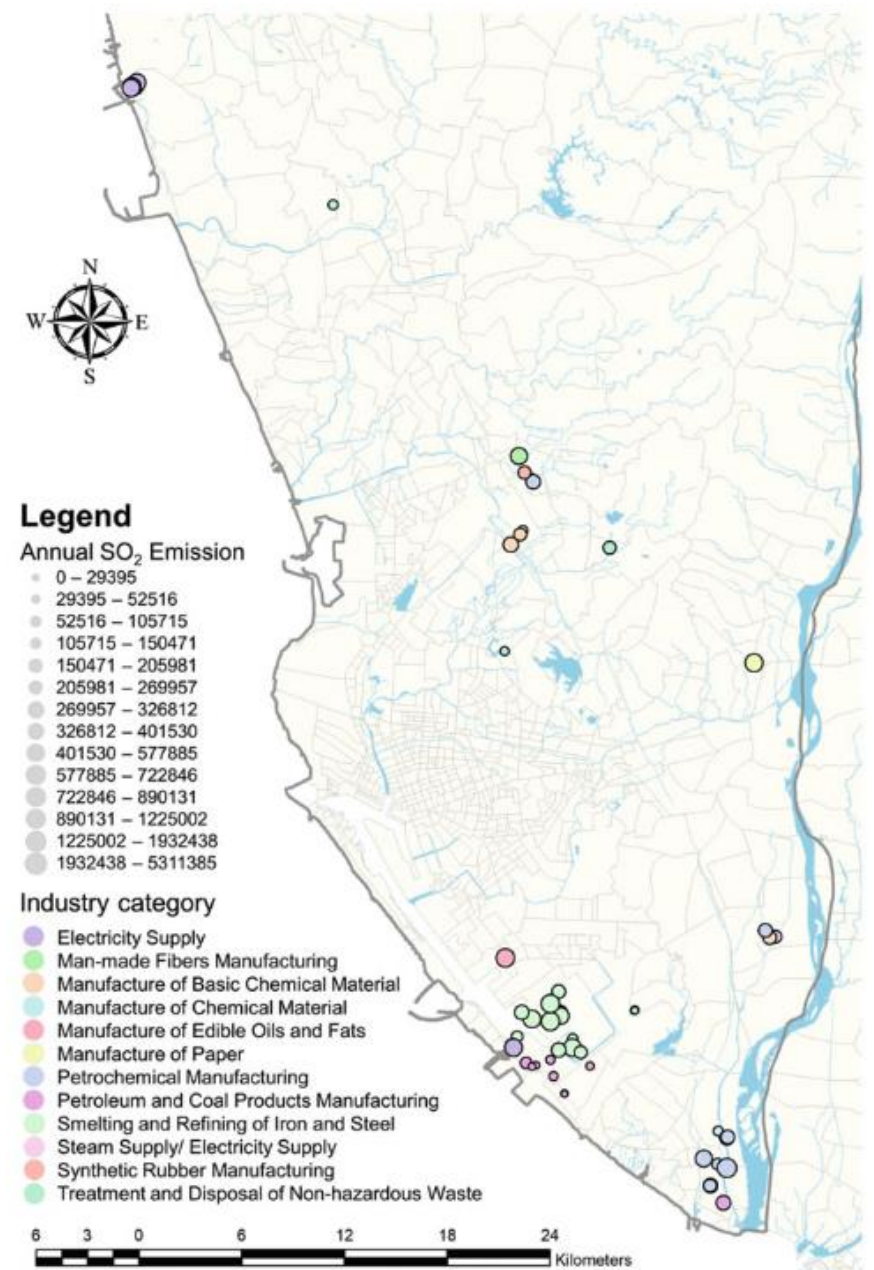 N
W E
S
Legend
Annual SO₂ Emission
0 – 29395
29395 – 52516
52516 – 105715
105715 – 150471
150471 – 205981
205981 – 269957
269957 – 326812
326812 – 401530
401530 – 577885
577885 – 722846
722846 – 890131
890131 – 1225002
1225002 – 1932438
1932438 – 5311385
Industry category
Electricity Supply
Man-made Fibers Manufacturing
Manufacture of Basic Chemical Material
Manufacture of Chemical Material
Manufacture of Edible Oils and Fats
Manufacture of Paper
Petrochemical Manufacturing
Petroleum and Coal Products Manufacturing
Smelting and Refining of Iron and Steel
Steam Supply/ Electricity Supply
Synthetic Rubber Manufacturing
Treatment and Disposal of Non-hazardous Waste
6 3 0 6 12 18 24
Kilometers